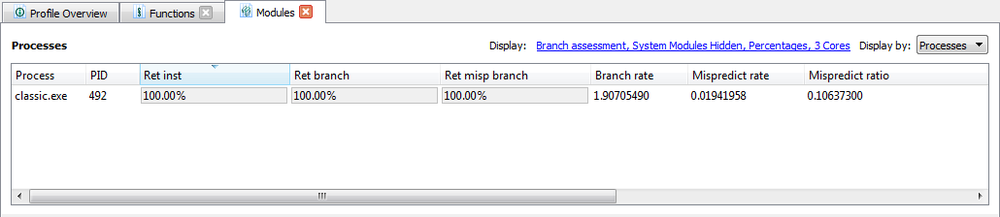 Profile Overview Functions Modules
Processes Display: Branch assessment, System Modules Hidden, Percentages, 3 Cores Display by: Processes
Process PID Ret inst Ret branch Ret misp branch Branch rate Mispredict rate Mispredict ratio
classic.exe 492 100.00% 100.00% 100.00% 1.90705490 0.01941958 0.10637300